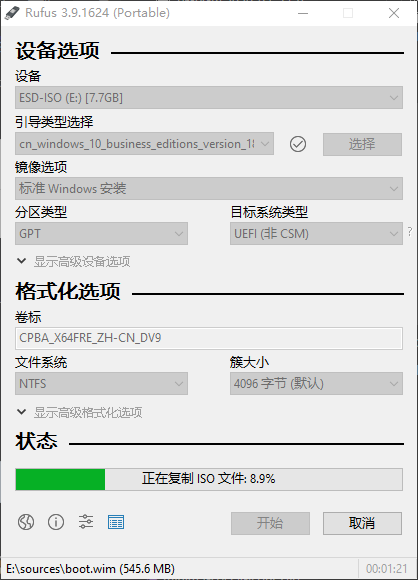 Rufus 3.9.1624 (Portable)
设备选项
设备
ESD-ISO (E:) [7.7GB]
引导类型选择
cn_windows_10_business_editions_version_18
选择
镜像选项
标准 Windows 安装
分区类型
目标系统类型
GPT
UEFI (非 CSM)
?
显示高级设备选项
格式化选项
卷标
CPBA_X64FRE_ZH-CN_DV9
文件系统
簇大小
NTFS
4096 字节 (默认)
显示高级格式化选项
状态
正在复制 ISO 文件: 8.9%
开始
取消
E:\sources\boot.wim (545.6 MB)
00:01:21